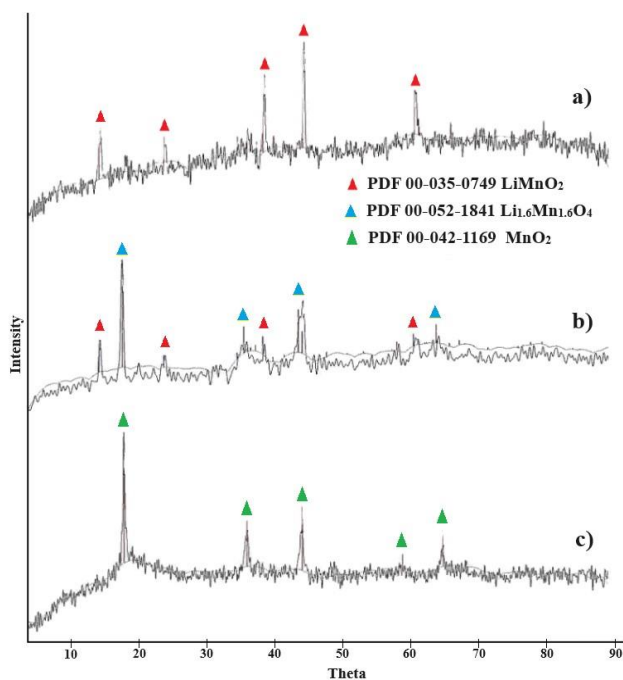 a)
PDF 00-035-0749 LiMnO₂
PDF 00-052-1841 Li₁.₆Mn₁.₆O₄
PDF 00-042-1169 MnO₂
b)
Intensity
c)
10 20 30 40 50 60 70 80 90
Theta